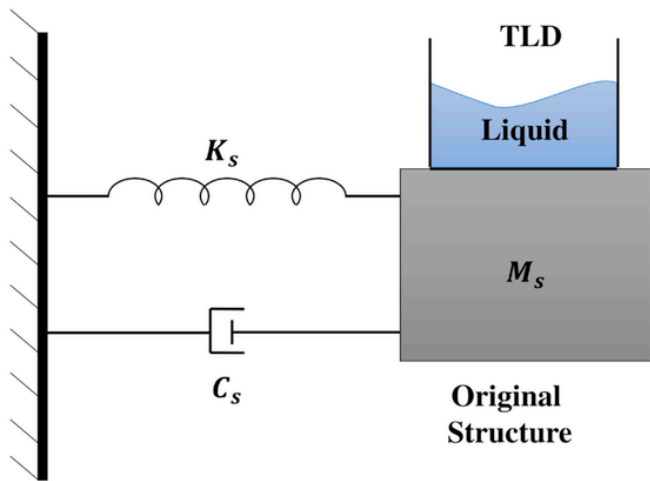 TLD
Liquid
K_s
M_s
C_s
Original
Structure